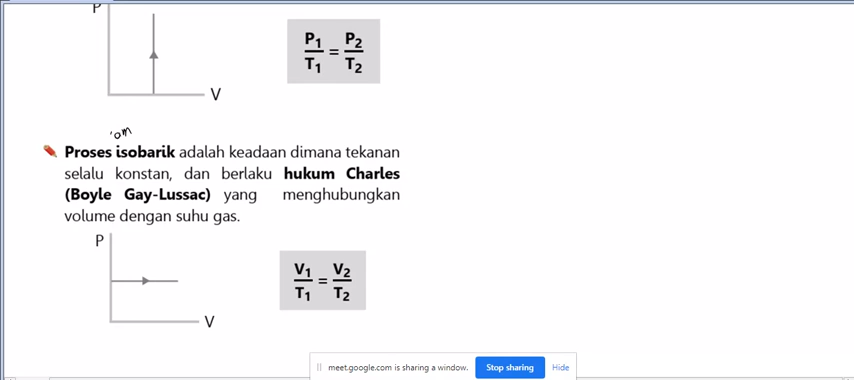 P
P1 = P2
T1 T2
V
Proses isobarik adalah keadaan dimana tekanan
selalu konstan, dan berlaku hukum Charles
(Boyle Gay-Lussac) yang menghubungkan
volume dengan suhu gas.
P
V1 = V2
T1 T2
V
meet.google.com is sharing a window. Stop sharing Hide